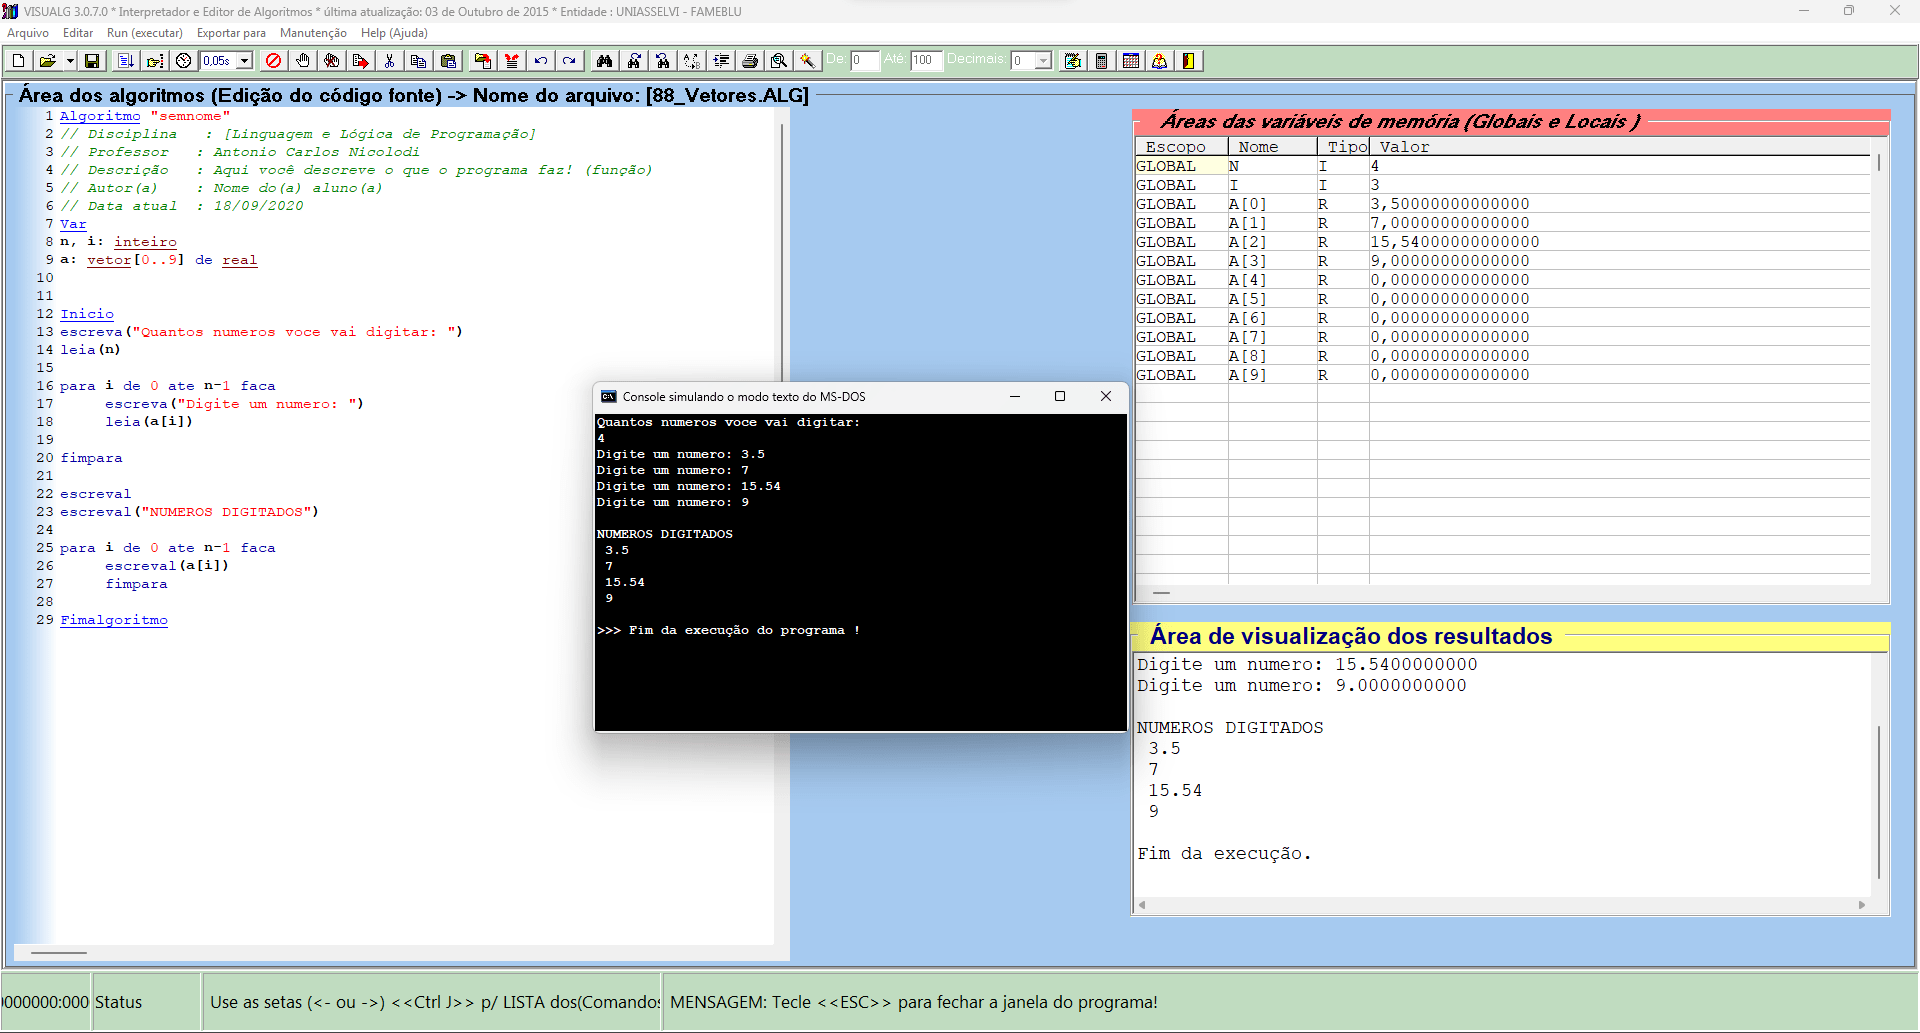 VISUALG 3.0.7.0 * Interpretador e Editor de Algoritmos * última atualização: 03 de Outubro de 2015 * Entidade : UNIASSELVI - FAMEBLU
Arquivo Editar Run (executar) Exportar para Manutenção Help (Ajuda)
0,05s De: 0 Até: 100 Decimais: 0
Área dos algoritmos (Edição do código fonte) -> Nome do arquivo: [88_Vetores.ALG]
1 Algoritmo "semnome"
2 // Disciplina : [Linguagem e Lógica de Programação]
3 // Professor : Antonio Carlos Nicolodi
4 // Descrição : Aqui você descreve o que o programa faz! (função)
5 // Autor(a) : Nome do(a) aluno(a)
6 // Data atual : 18/09/2020
7 Var
8 n, i: inteiro
9 a: vetor[0..9] de real
10
11
12 Inicio
13 escreva("Quantos numeros voce vai digitar: ")
14 leia(n)
15
16 para i de 0 ate n-1 faca
17 escreva("Digite um numero: ")
18 leia(a[i])
19
20 fimpara
21
22 escreval
23 escreval("NUMEROS DIGITADOS")
24
25 para i de 0 ate n-1 faca
26 escreval(a[i])
27 fimpara
28
29 Fimalgoritmo
Console simulando o modo texto do MS-DOS
Quantos numeros voce vai digitar:
4
Digite um numero: 3.5
Digite um numero: 7
Digite um numero: 15.54
Digite um numero: 9
NUMEROS DIGITADOS
3.5
7
15.54
9
>>> Fim da execução do programa !
Áreas das variáveis de memória (Globais e Locais )
Escopo Nome Tipo Valor
GLOBAL N I 4
GLOBAL I I 3
GLOBAL A[0] R 3,50000000000000
GLOBAL A[1] R 7,00000000000000
GLOBAL A[2] R 15,54000000000000
GLOBAL A[3] R 9,00000000000000
GLOBAL A[4] R 0,00000000000000
GLOBAL A[5] R 0,00000000000000
GLOBAL A[6] R 0,00000000000000
GLOBAL A[7] R 0,00000000000000
GLOBAL A[8] R 0,00000000000000
GLOBAL A[9] R 0,00000000000000
Área de visualização dos resultados
Digite um numero: 15.5400000000
Digite um numero: 9.0000000000
NUMEROS DIGITADOS
3.5
7
15.54
9
Fim da execução.
0000000:000 Status Use as setas (<- ou ->) <<Ctrl J>> p/ LISTA dos(Comandos MENSAGEM: Tecle <<ESC>> para fechar a janela do programa!